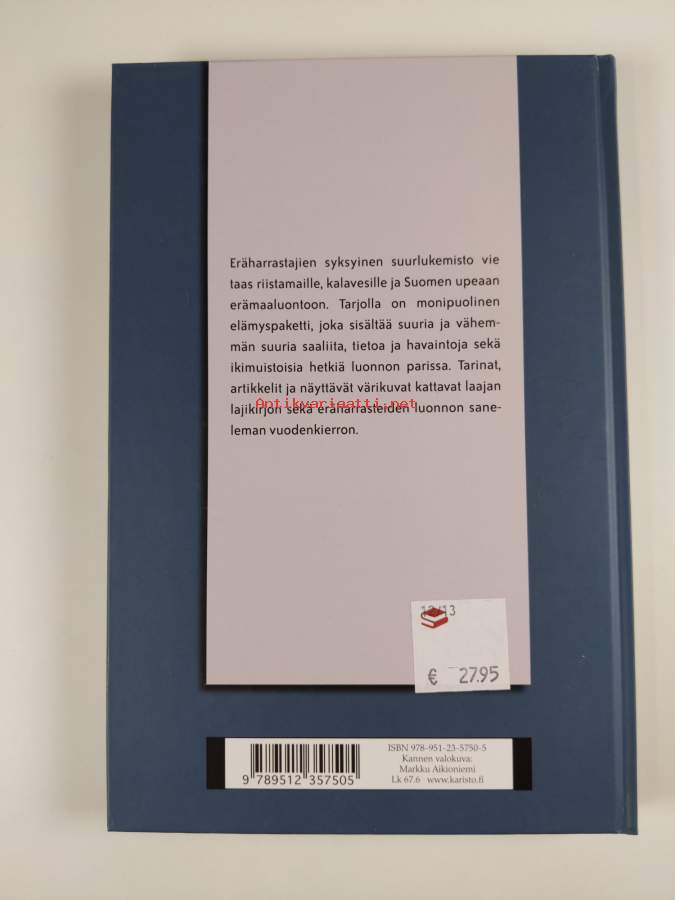 Eräharrastajien syksyinen suurlukemisto vie
taas riistamaille, kalavesille ja Suomen upeaan
erämaaluontoon. Tarjolla on monipuolinen
elämyspaketti, joka sisältää suuria ja vähem-
män suuria saaliita, tietoa ja havaintoja sekä
ikimuistoisia hetkiä luonnon parissa. Tarinat,
artikkelit ja näyttävät värikuvat kattavat laajan
Antikvariaatti.net
lajikirjon sekä eräharrasteiden luonnon sane-
leman vuodenkierron.
12/13
€ 27.95
ISBN 978-951-23-5750-5
Kannen valokuva:
Markku Aikioniemi
Lk 67.6 www.karisto.fi
9 789512 357505